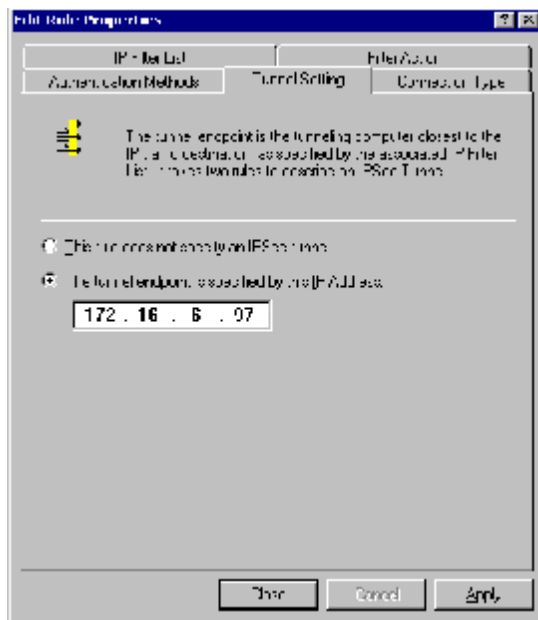 Edit Rule Properties
IP Filter List Filter Action
Authentication Methods Tunnel Setting Connection Type
The tunnel endpoint is the tunneling computer closest to the
IP traffic destination, as specified by the associated IP Filter
List. It takes two rules to describe an IPSec Tunnel.
This rule does not specify an IPSec tunnel.
The tunnel endpoint is specified by this IP Address:
172 . 16 . 6 . 97
Close Cancel Apply